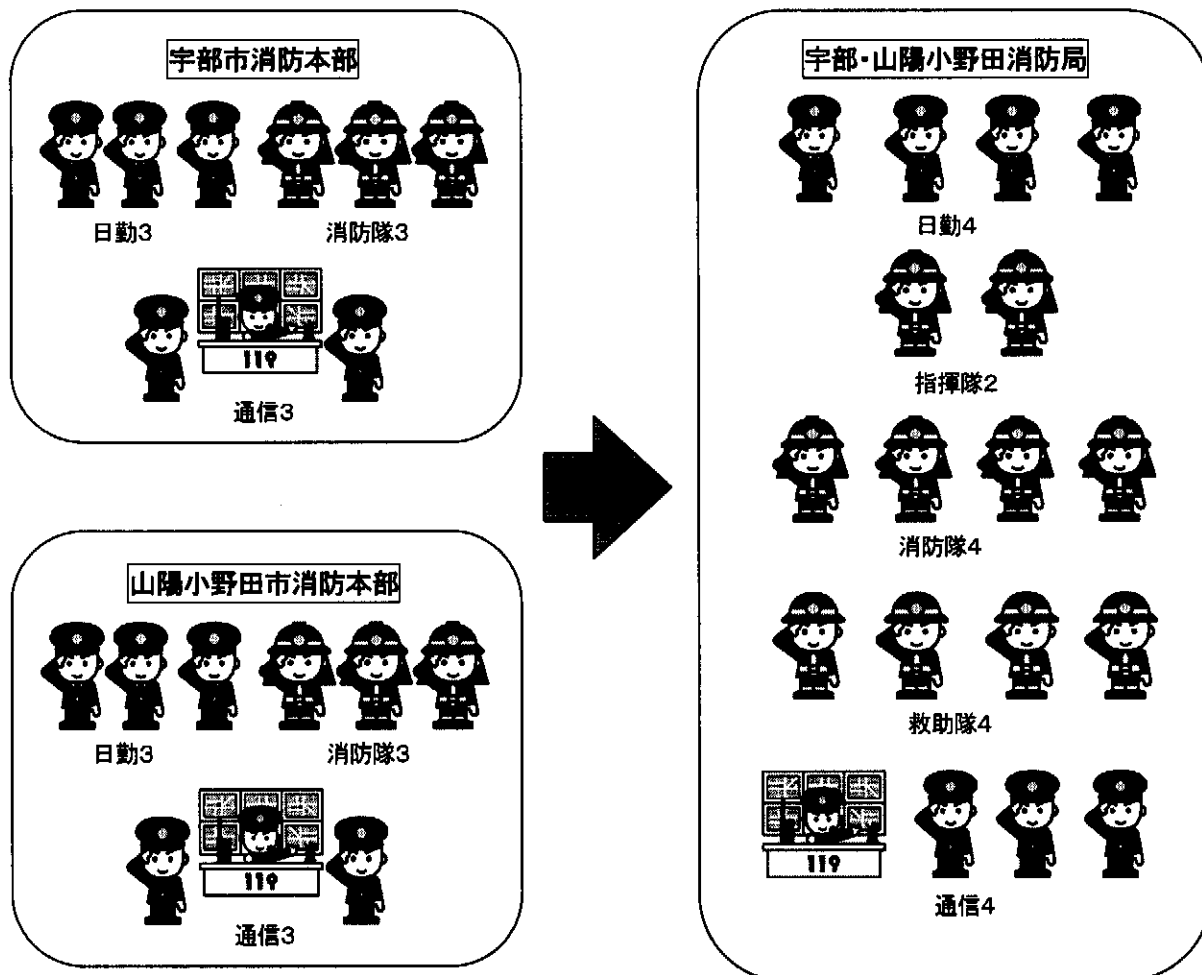 宇部市消防本部
日勤3
消防隊3
119
通信3
山陽小野田市消防本部
日勤3
消防隊3
119
通信3
宇部・山陽小野田消防局
日勤4
指揮隊2
消防隊4
救助隊4
119
通信4